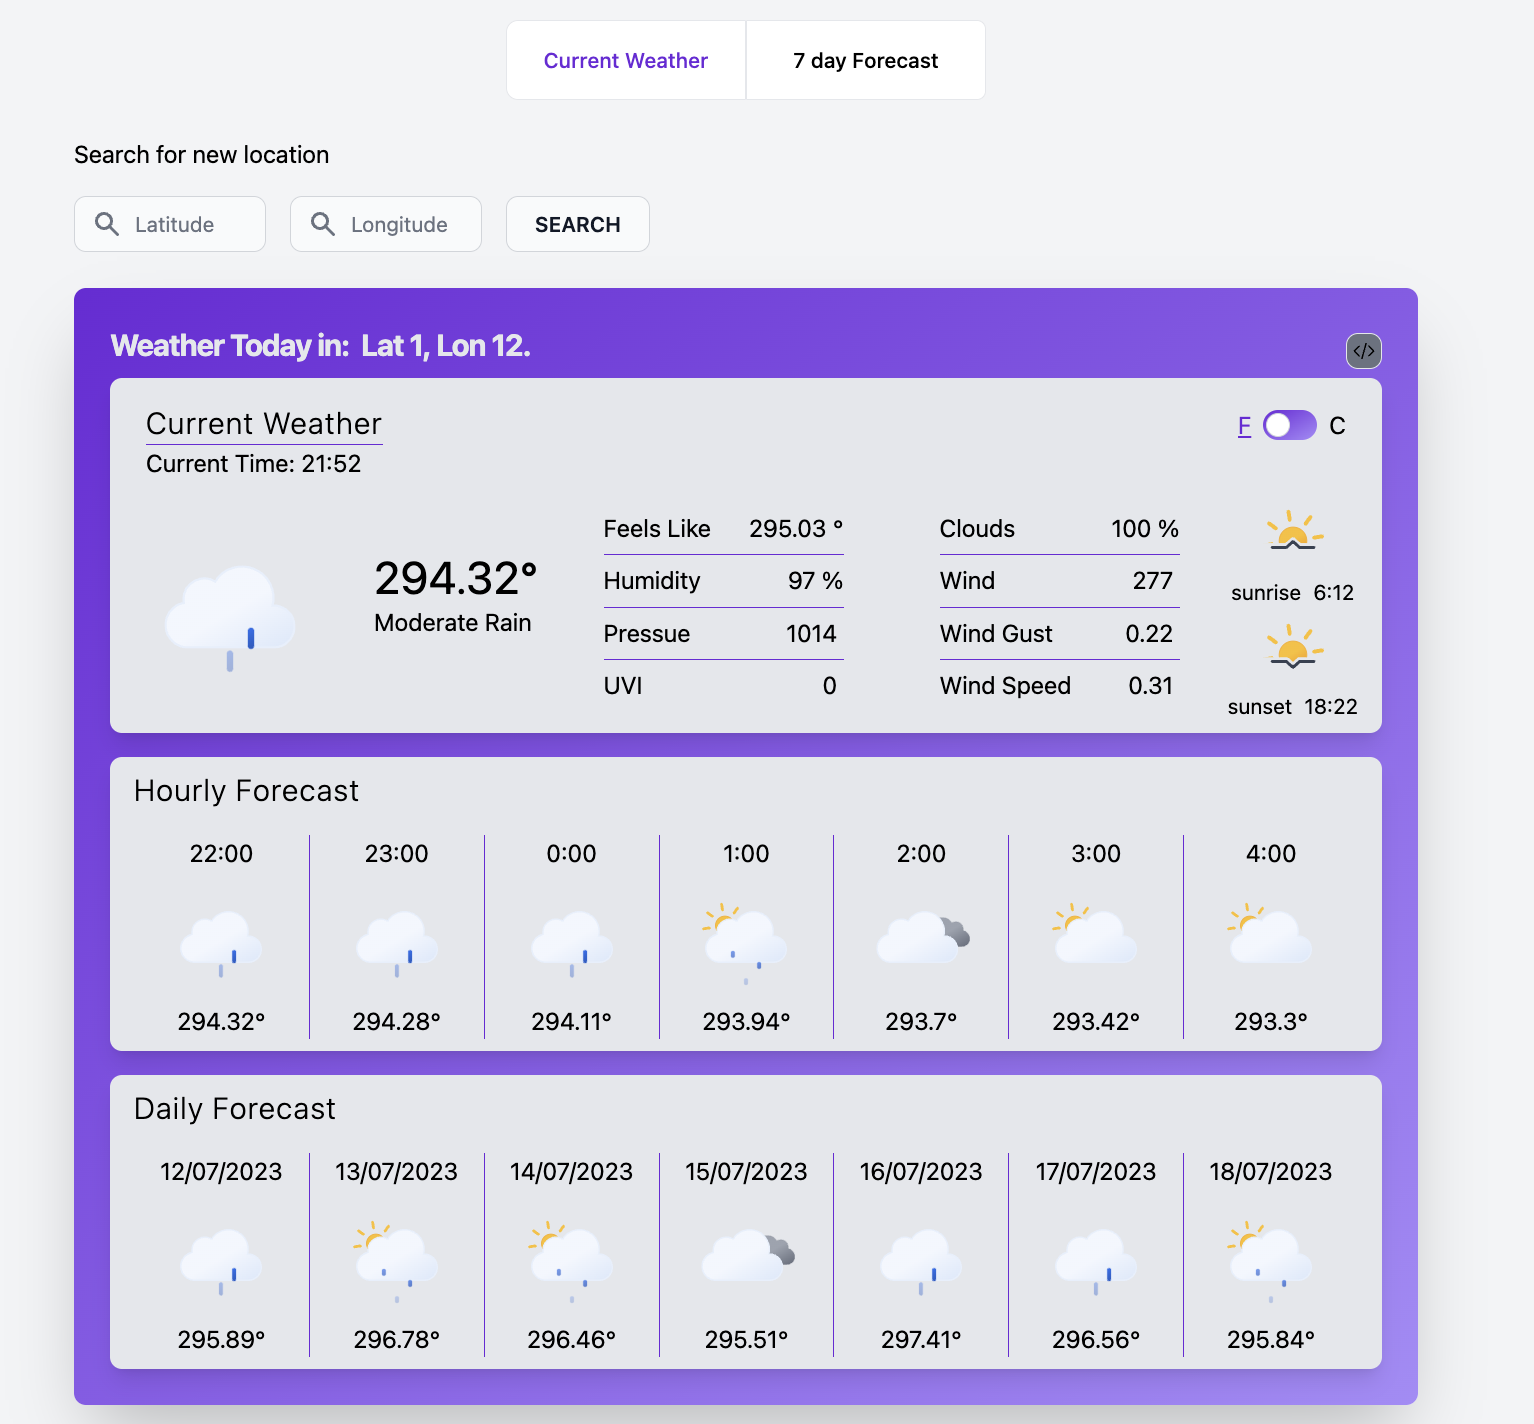 Current Weather
7 day Forecast
Search for new location
Latitude
Longitude
SEARCH
Weather Today in: Lat 1, Lon 12.
</>
Current Weather
F C
Current Time: 21:52
294.32°
Moderate Rain
Feels Like 295.03 °
Humidity 97 %
Pressue 1014
UVI 0
Clouds 100 %
Wind 277
Wind Gust 0.22
Wind Speed 0.31
sunrise 6:12
sunset 18:22
Hourly Forecast
22:00 23:00 0:00 1:00 2:00 3:00 4:00
294.32° 294.28° 294.11° 293.94° 293.7° 293.42° 293.3°
Daily Forecast
12/07/2023 13/07/2023 14/07/2023 15/07/2023 16/07/2023 17/07/2023 18/07/2023
295.89° 296.78° 296.46° 295.51° 297.41° 296.56° 295.84°